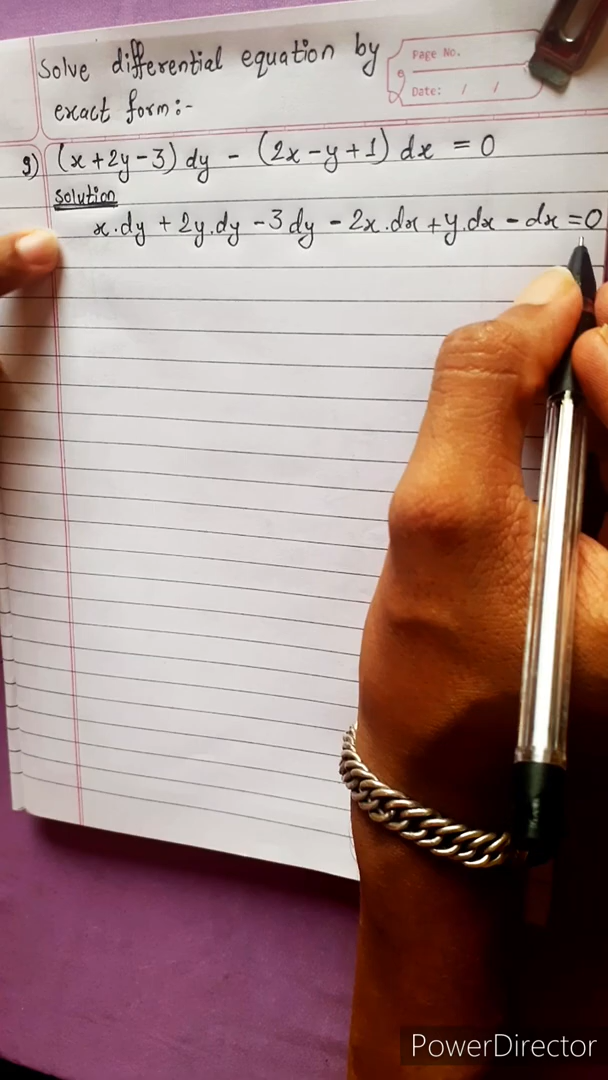 Solve differential equation by
Page No.
exact form:-
Date: / /
9) (x+2y-3) dy - (2x-y+1) dx = 0
Solution
x.dy + 2y.dy - 3dy - 2x.dx + y.dx - dx = 0
PowerDirector